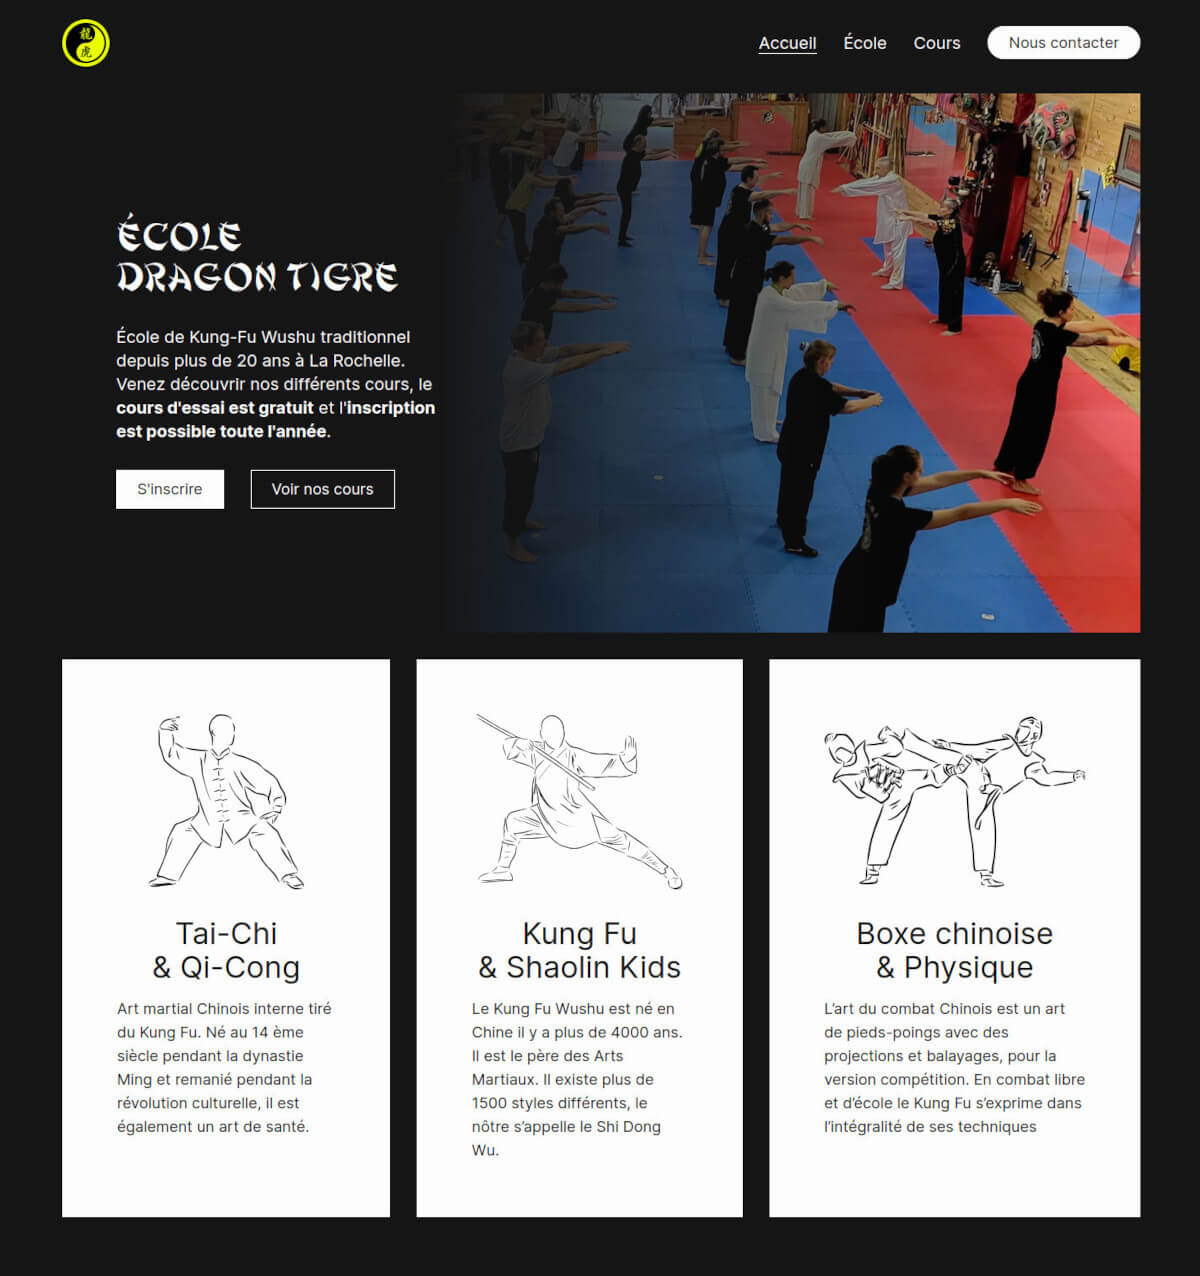 龍
虎
Accueil
École
Cours
Nous contacter
ÉCOLE
DRAGON TIGRE
École de Kung-Fu Wushu traditionnel
depuis plus de 20 ans à La Rochelle.
Venez découvrir nos différents cours, le
cours d'essai est gratuit et l'inscription
est possible toute l'année.
S'inscrire
Voir nos cours
Tai-Chi
& Qi-Cong
Art martial Chinois interne tiré
du Kung Fu. Né au 14 ème
siècle pendant la dynastie
Ming et remanié pendant la
révolution culturelle, il est
également un art de santé.
Kung Fu
& Shaolin Kids
Le Kung Fu Wushu est né en
Chine il y a plus de 4000 ans.
Il est le père des Arts
Martiaux. Il existe plus de
1500 styles différents, le
nôtre s’appelle le Shi Dong
Wu.
Boxe chinoise
& Physique
L’art du combat Chinois est un art
de pieds-poings avec des
projections et balayages, pour la
version compétition. En combat libre
et d’école le Kung Fu s’exprime dans
l’intégralité de ses techniques